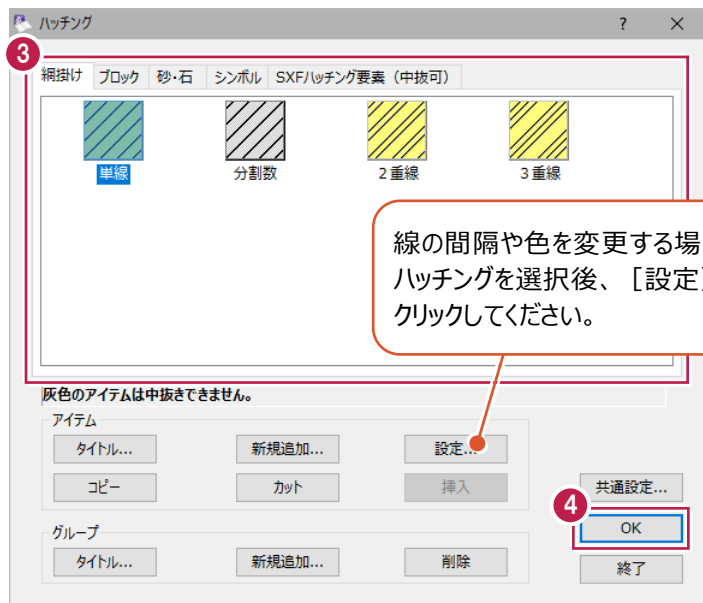 ハッチング
?
3
網掛け ブロック 砂・石 シンボル SXFハッチング要素（中抜可）
単線 分割数 ２重線 ３重線
線の間隔や色を変更する場
ハッチングを選択後、［設定］
クリックしてください。
灰色のアイテムは中抜きできません。
アイテム
タイトル... 新規追加... 設定...
コピー カット 挿入 共通設定...
4
OK
グループ
タイトル... 新規追加... 削除 終了